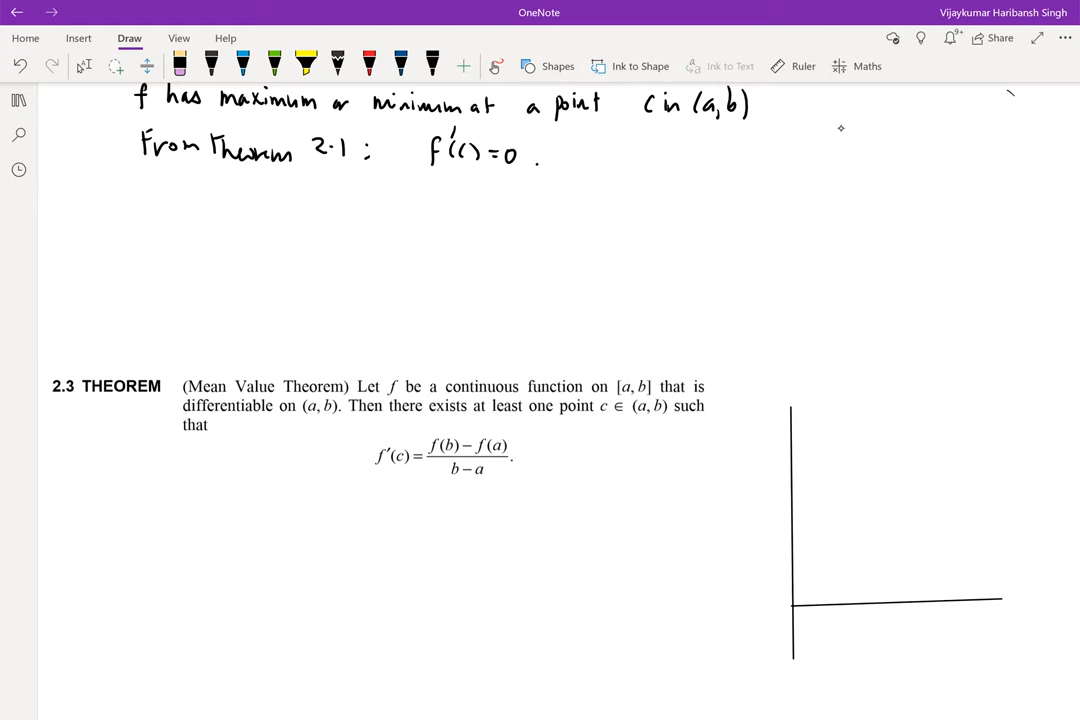 OneNote
Vijaykumar Haribansh Singh
Home Insert Draw View Help
9+ Share
Shapes Ink to Shape Ink to Text Ruler Maths
f has maximum or minimum at a point c in (a, b)
From Theorem 2.1 : f'(c) = 0 .
2.3 THEOREM (Mean Value Theorem) Let f be a continuous function on [a, b] that is
differentiable on (a, b). Then there exists at least one point c ∈ (a, b) such
that
f′(c) = (f(b) − f(a)) / (b − a).